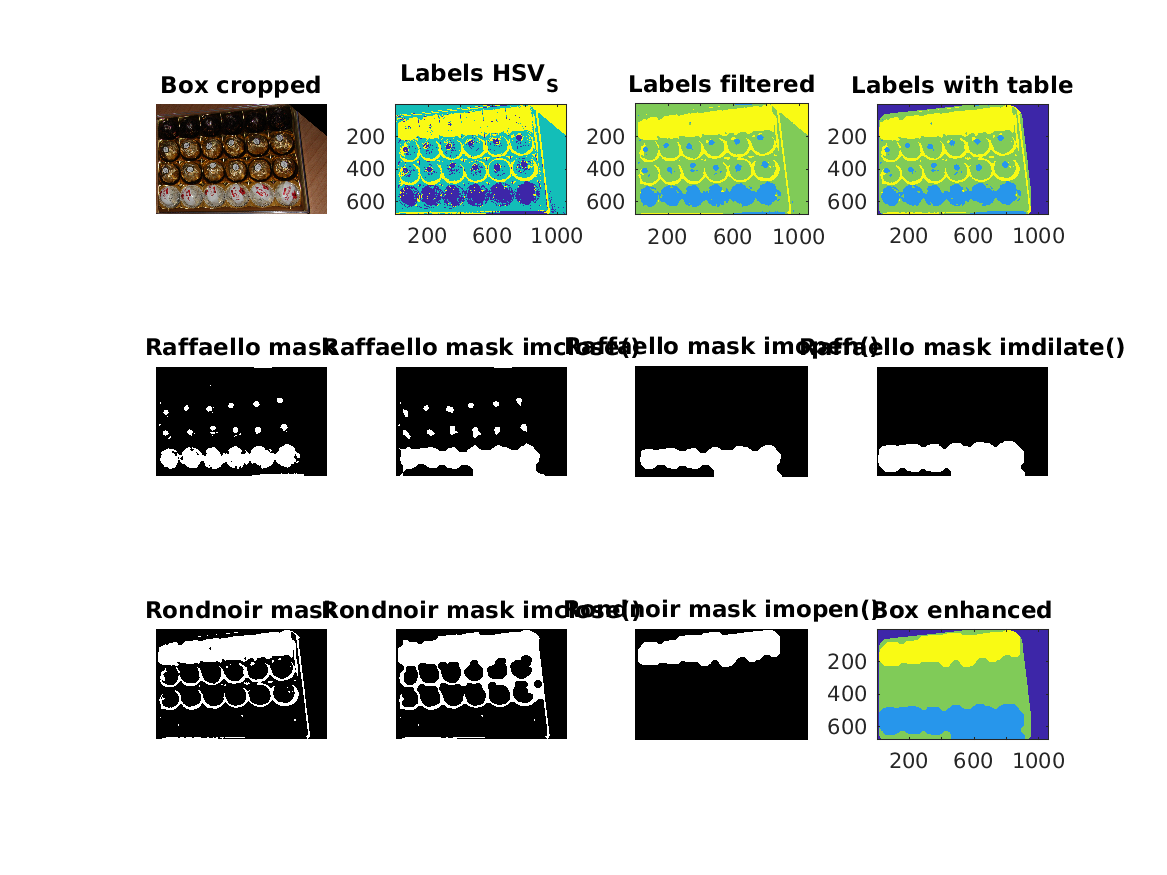 Box cropped
Labels HSV_S
Labels filtered
Labels with table
200
400
600
200 600 1000
200
400
600
200 600 1000
200
400
600
200 600 1000
Raffaello mask
Raffaello mask imclose()
Raffaello mask imopen()
Raffaello mask imdilate()
Rondnoir mask
Rondnoir mask imclose()
Rondnoir mask imopen()
Box enhanced
200
400
600
200 600 1000